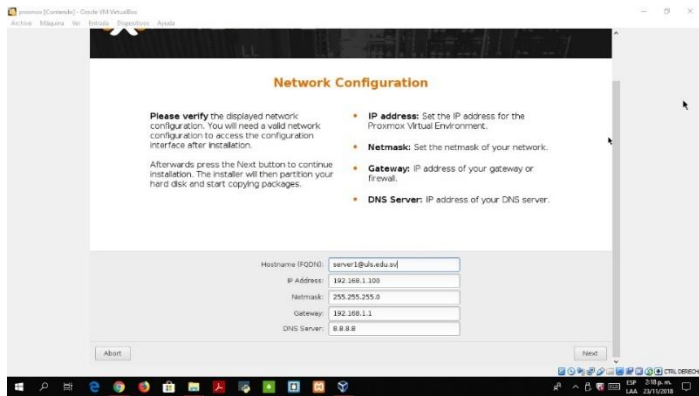 proxmox [Corriendo] - Oracle VM VirtualBox
Archivo Máquina Ver Entrada Dispositivos Ayuda
Network Configuration
Please verify the displayed network
configuration. You will need a valid network
configuration to access the configuration
interface after installation.
Afterwards press the Next button to continue
installation. The installer will then partition your
hard disk and start copying packages.
• IP address: Set the IP address for the
Proxmox Virtual Environment.
• Netmask: Set the netmask of your network.
• Gateway: IP address of your gateway or
firewall.
• DNS Server: IP address of your DNS server.
Hostname (FQDN): server1@uls.edu.sv
IP Address: 192.168.1.100
Netmask: 255.255.255.0
Gateway: 192.168.1.1
DNS Server: 8.8.8.8
Abort
Next
CTRL DERECHA
ESP 2:18 p. m.
LAA 23/11/2018